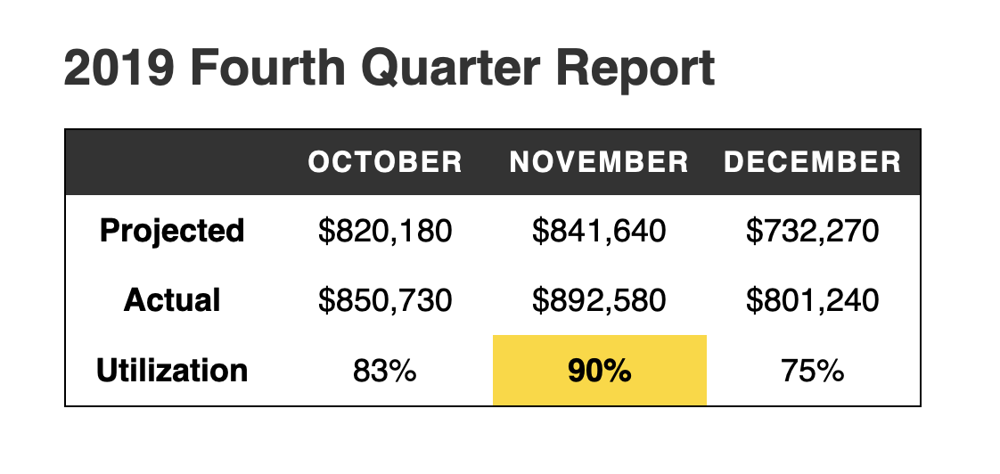 2019 Fourth Quarter Report
OCTOBER NOVEMBER DECEMBER
Projected $820,180 $841,640 $732,270
Actual $850,730 $892,580 $801,240
Utilization 83% 90% 75%